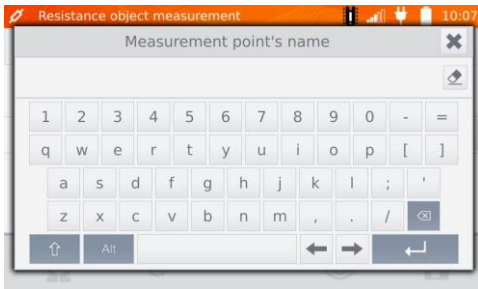 Resistance object measurement 10:07
Measurement point's name
1 2 3 4 5 6 7 8 9 0 - =
q w e r t y u i o p [ ]
a s d f g h j k l ; '
z x c v b n m , . /
Alt